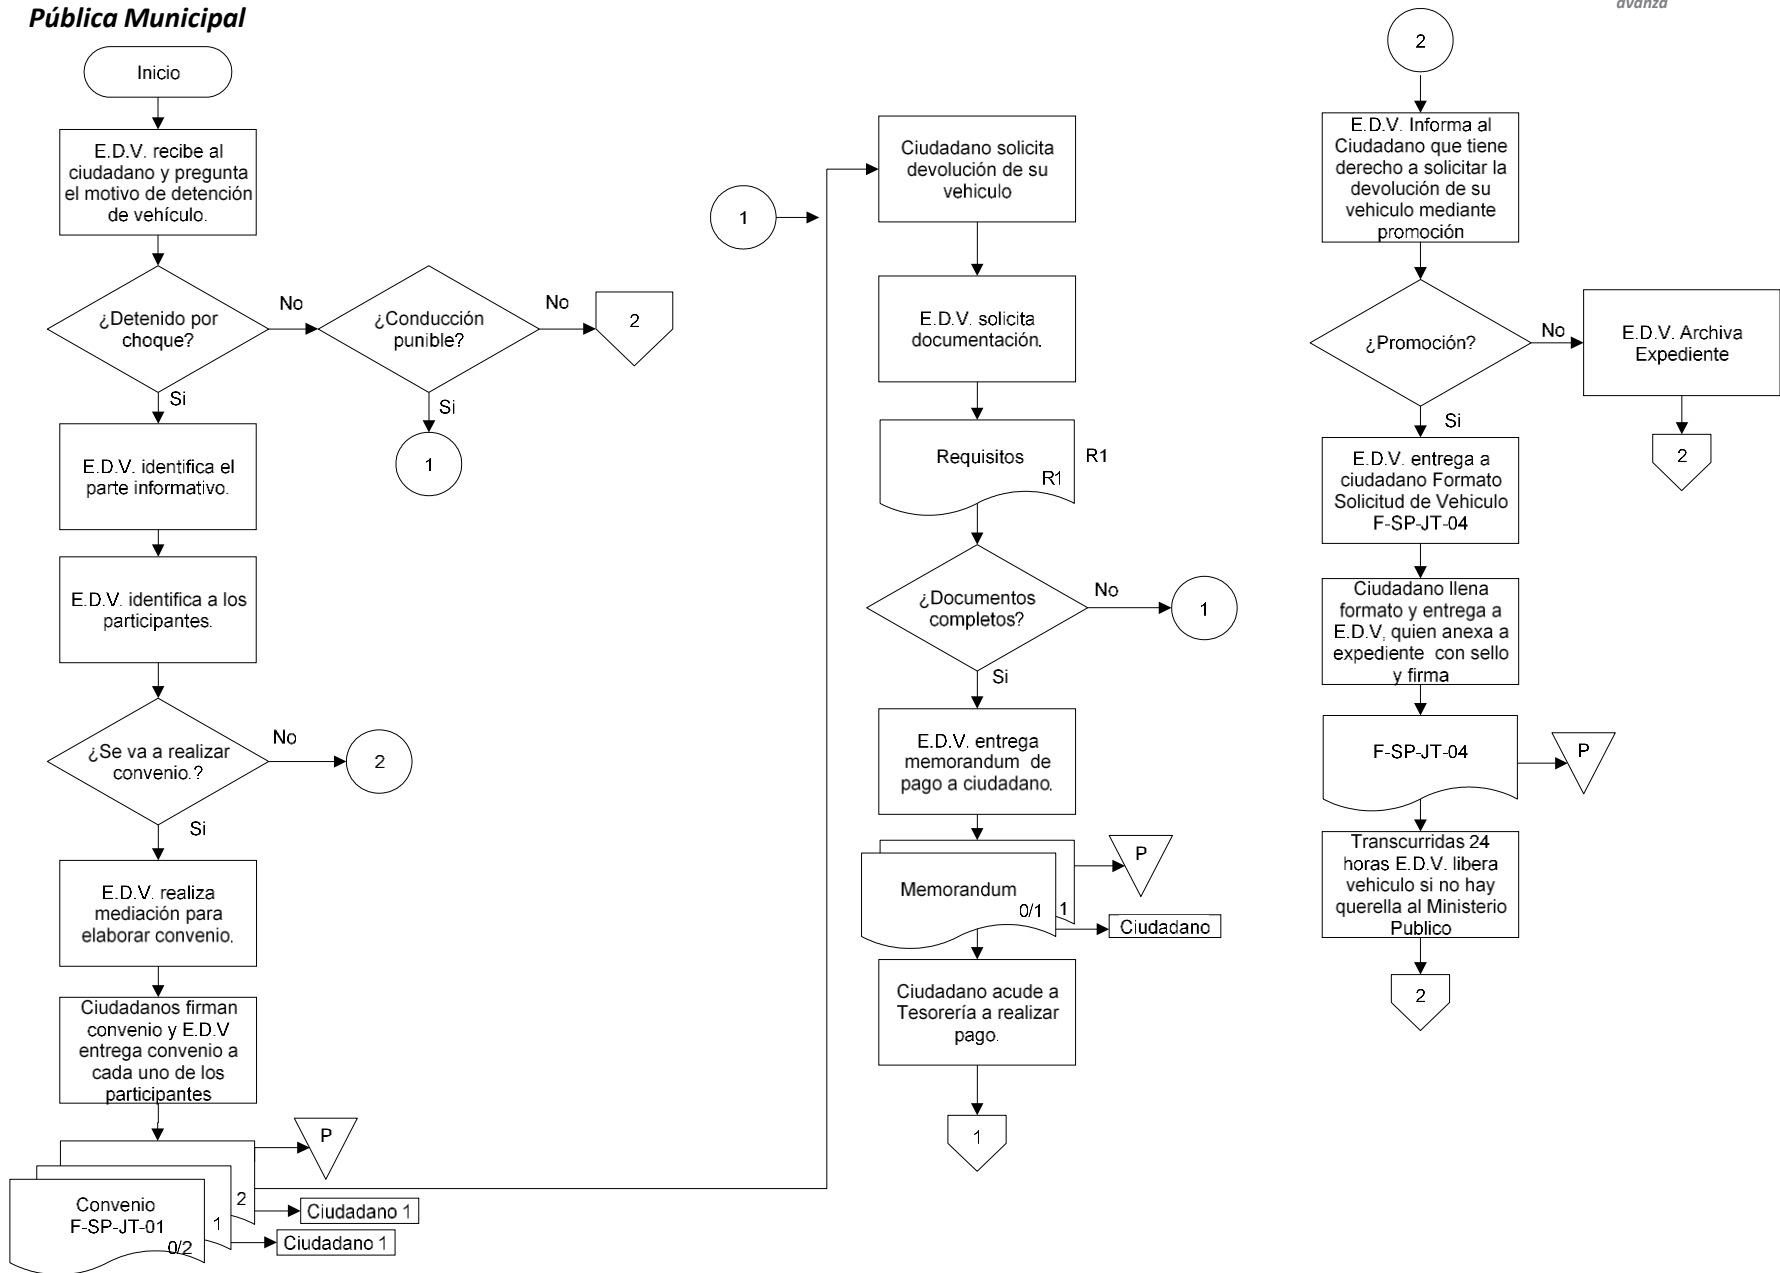 Pública Municipal
avanza
Inicio
E.D.V. recibe al
ciudadano y pregunta
el motivo de detención
de vehículo.
¿Detenido por
choque?
No
Si
¿Conducción
punible?
No
2
Si
1
E.D.V. identifica el
parte informativo.
E.D.V. identifica a los
participantes.
¿Se va a realizar
convenio.?
No
2
Si
E.D.V. realiza
mediación para
elaborar convenio.
Ciudadanos firman
convenio y E.D.V
entrega convenio a
cada uno de los
participantes
P
2
Ciudadano 1
1
Ciudadano 1
Convenio
F-SP-JT-01
0/2
1
Ciudadano solicita
devolución de su
vehiculo
E.D.V. solicita
documentación.
Requisitos
R1
R1
¿Documentos
completos?
No
1
Si
E.D.V. entrega
memorandum de
pago a ciudadano.
P
Memorandum
0/1
1
Ciudadano
Ciudadano acude a
Tesorería a realizar
pago.
1
2
E.D.V. Informa al
Ciudadano que tiene
derecho a solicitar la
devolución de su
vehiculo mediante
promoción
¿Promoción?
No
E.D.V. Archiva
Expediente
2
Si
E.D.V. entrega a
ciudadano Formato
Solicitud de Vehiculo
F-SP-JT-04
Ciudadano llena
formato y entrega a
E.D.V, quien anexa a
expediente con sello
y firma
F-SP-JT-04
P
Transcurridas 24
horas E.D.V. libera
vehiculo si no hay
querella al Ministerio
Publico
2